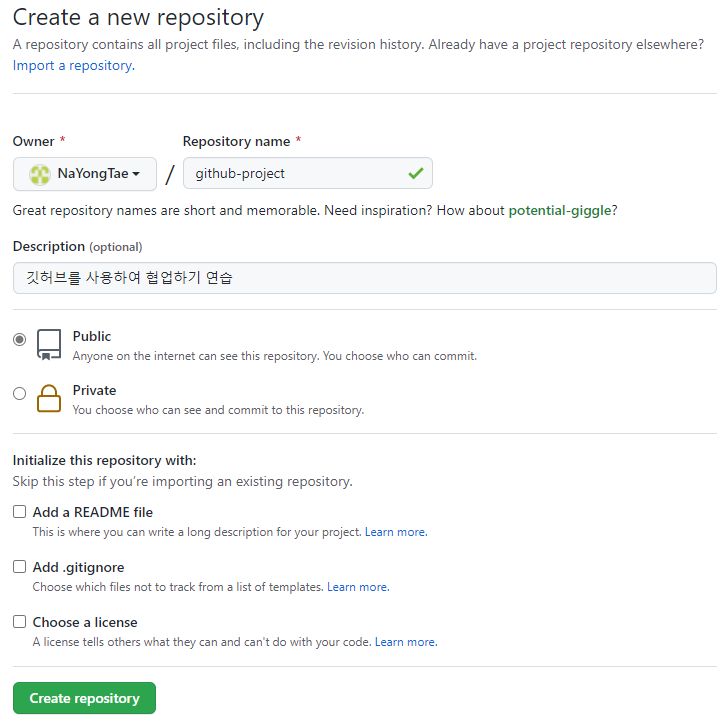 Create a new repository
A repository contains all project files, including the revision history. Already have a project repository elsewhere?
Import a repository.
Owner * Repository name *
NaYongTae / github-project
Great repository names are short and memorable. Need inspiration? How about potential-giggle?
Description (optional)
깃허브를 사용하여 협업하기 연습
Public
Anyone on the internet can see this repository. You choose who can commit.
Private
You choose who can see and commit to this repository.
Initialize this repository with:
Skip this step if you're importing an existing repository.
Add a README file
This is where you can write a long description for your project. Learn more.
Add .gitignore
Choose which files not to track from a list of templates. Learn more.
Choose a license
A license tells others what they can and can't do with your code. Learn more.
Create repository